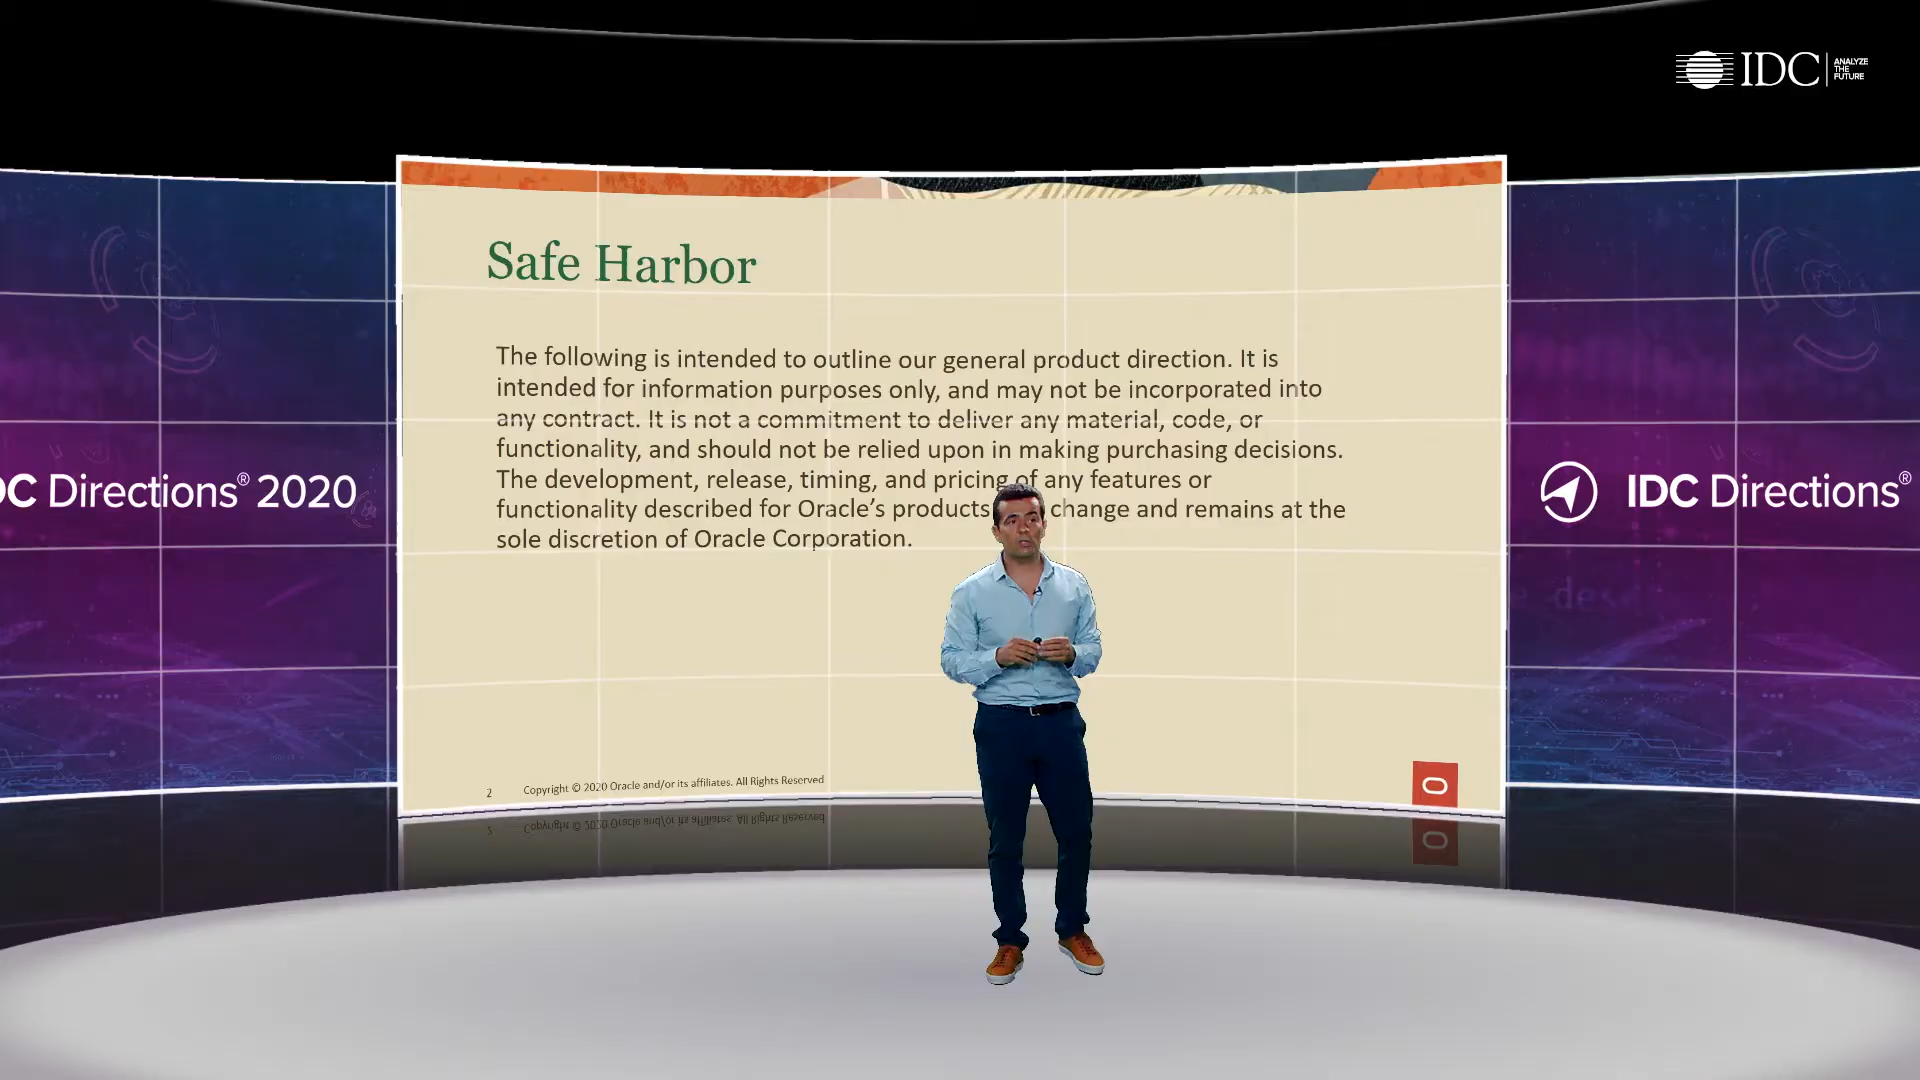 IDC
ANALYZE
THE
FUTURE
Safe Harbor
The following is intended to outline our general product direction. It is
intended for information purposes only, and may not be incorporated into
any contract. It is not a commitment to deliver any material, code, or
functionality, and should not be relied upon in making purchasing decisions.
The development, release, timing, and pricing of any features or
functionality described for Oracle’s products change and remains at the
sole discretion of Oracle Corporation.
DC Directions® 2020
IDC Directions®
2 Copyright © 2020 Oracle and/or its affiliates. All Rights Reserved